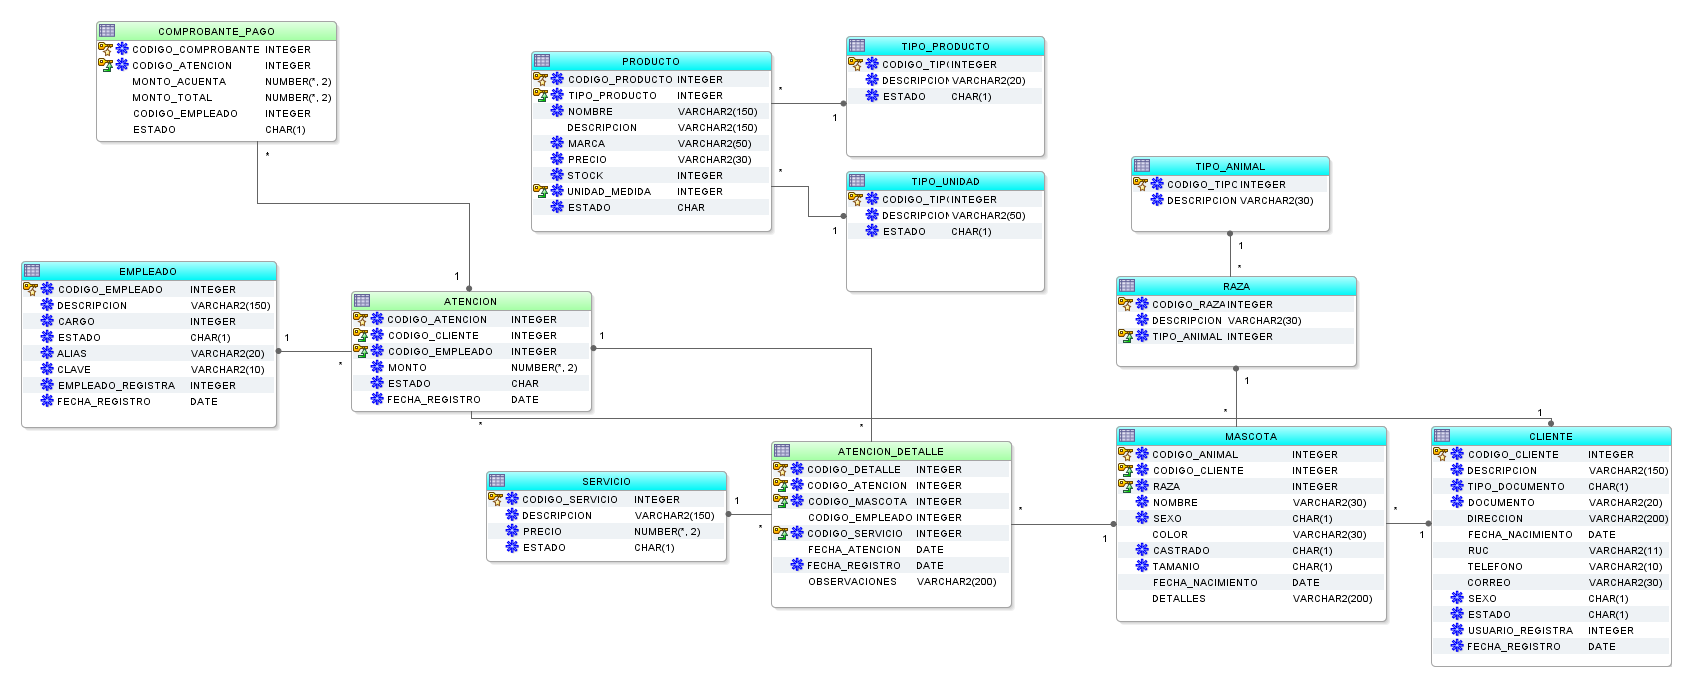 COMPROBANTE_PAGO
CODIGO_COMPROBANTE INTEGER
CODIGO_ATENCION INTEGER
MONTO_ACUENTA NUMBER(*, 2)
MONTO_TOTAL NUMBER(*, 2)
CODIGO_EMPLEADO INTEGER
ESTADO CHAR(1)
*
1
PRODUCTO
CODIGO_PRODUCTO INTEGER
TIPO_PRODUCTO INTEGER
NOMBRE VARCHAR2(150)
DESCRIPCION VARCHAR2(150)
MARCA VARCHAR2(50)
PRECIO VARCHAR2(30)
STOCK INTEGER
UNIDAD_MEDIDA INTEGER
ESTADO CHAR
*
1
*
1
TIPO_PRODUCTO
CODIGO_TIP INTEGER
DESCRIPCION VARCHAR2(20)
ESTADO CHAR(1)
TIPO_UNIDAD
CODIGO_TIP INTEGER
DESCRIPCION VARCHAR2(50)
ESTADO CHAR(1)
TIPO_ANIMAL
CODIGO_TIPO INTEGER
DESCRIPCION VARCHAR2(30)
1
*
RAZA
CODIGO_RAZA INTEGER
DESCRIPCION VARCHAR2(30)
TIPO_ANIMAL INTEGER
1
*
EMPLEADO
CODIGO_EMPLEADO INTEGER
DESCRIPCION VARCHAR2(150)
CARGO INTEGER
ESTADO CHAR(1)
ALIAS VARCHAR2(20)
CLAVE VARCHAR2(10)
EMPLEADO_REGISTRA INTEGER
FECHA_REGISTRO DATE
1
*
ATENCION
CODIGO_ATENCION INTEGER
CODIGO_CLIENTE INTEGER
CODIGO_EMPLEADO INTEGER
MONTO NUMBER(*, 2)
ESTADO CHAR
FECHA_REGISTRO DATE
1
*
*
1
SERVICIO
CODIGO_SERVICIO INTEGER
DESCRIPCION VARCHAR2(150)
PRECIO NUMBER(*, 2)
ESTADO CHAR(1)
1
*
ATENCION_DETALLE
CODIGO_DETALLE INTEGER
CODIGO_ATENCION INTEGER
CODIGO_MASCOTA INTEGER
CODIGO_EMPLEADO INTEGER
CODIGO_SERVICIO INTEGER
FECHA_ATENCION DATE
FECHA_REGISTRO DATE
OBSERVACIONES VARCHAR2(200)
*
1
MASCOTA
CODIGO_ANIMAL INTEGER
CODIGO_CLIENTE INTEGER
RAZA INTEGER
NOMBRE VARCHAR2(30)
SEXO CHAR(1)
COLOR VARCHAR2(30)
CASTRADO CHAR(1)
TAMANIO CHAR(1)
FECHA_NACIMIENTO DATE
DETALLES VARCHAR2(200)
*
1
CLIENTE
CODIGO_CLIENTE INTEGER
DESCRIPCION VARCHAR2(150)
TIPO_DOCUMENTO CHAR(1)
DOCUMENTO VARCHAR2(20)
DIRECCION VARCHAR2(200)
FECHA_NACIMIENTO DATE
RUC VARCHAR2(11)
TELEFONO VARCHAR2(10)
CORREO VARCHAR2(30)
SEXO CHAR(1)
ESTADO CHAR(1)
USUARIO_REGISTRA INTEGER
FECHA_REGISTRO DATE